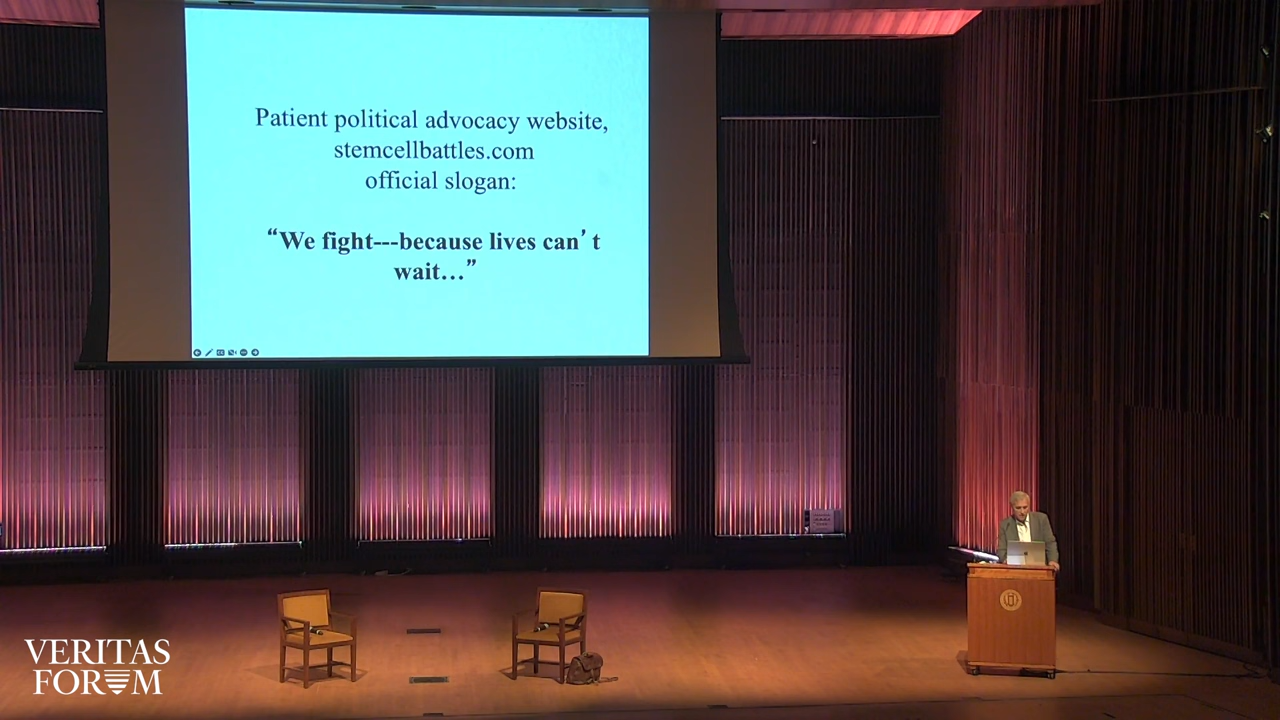 Patient political advocacy website,
stemcellbattles.com
official slogan:
“We fight---because lives can’ t
wait…”
VERITAS
FORUM